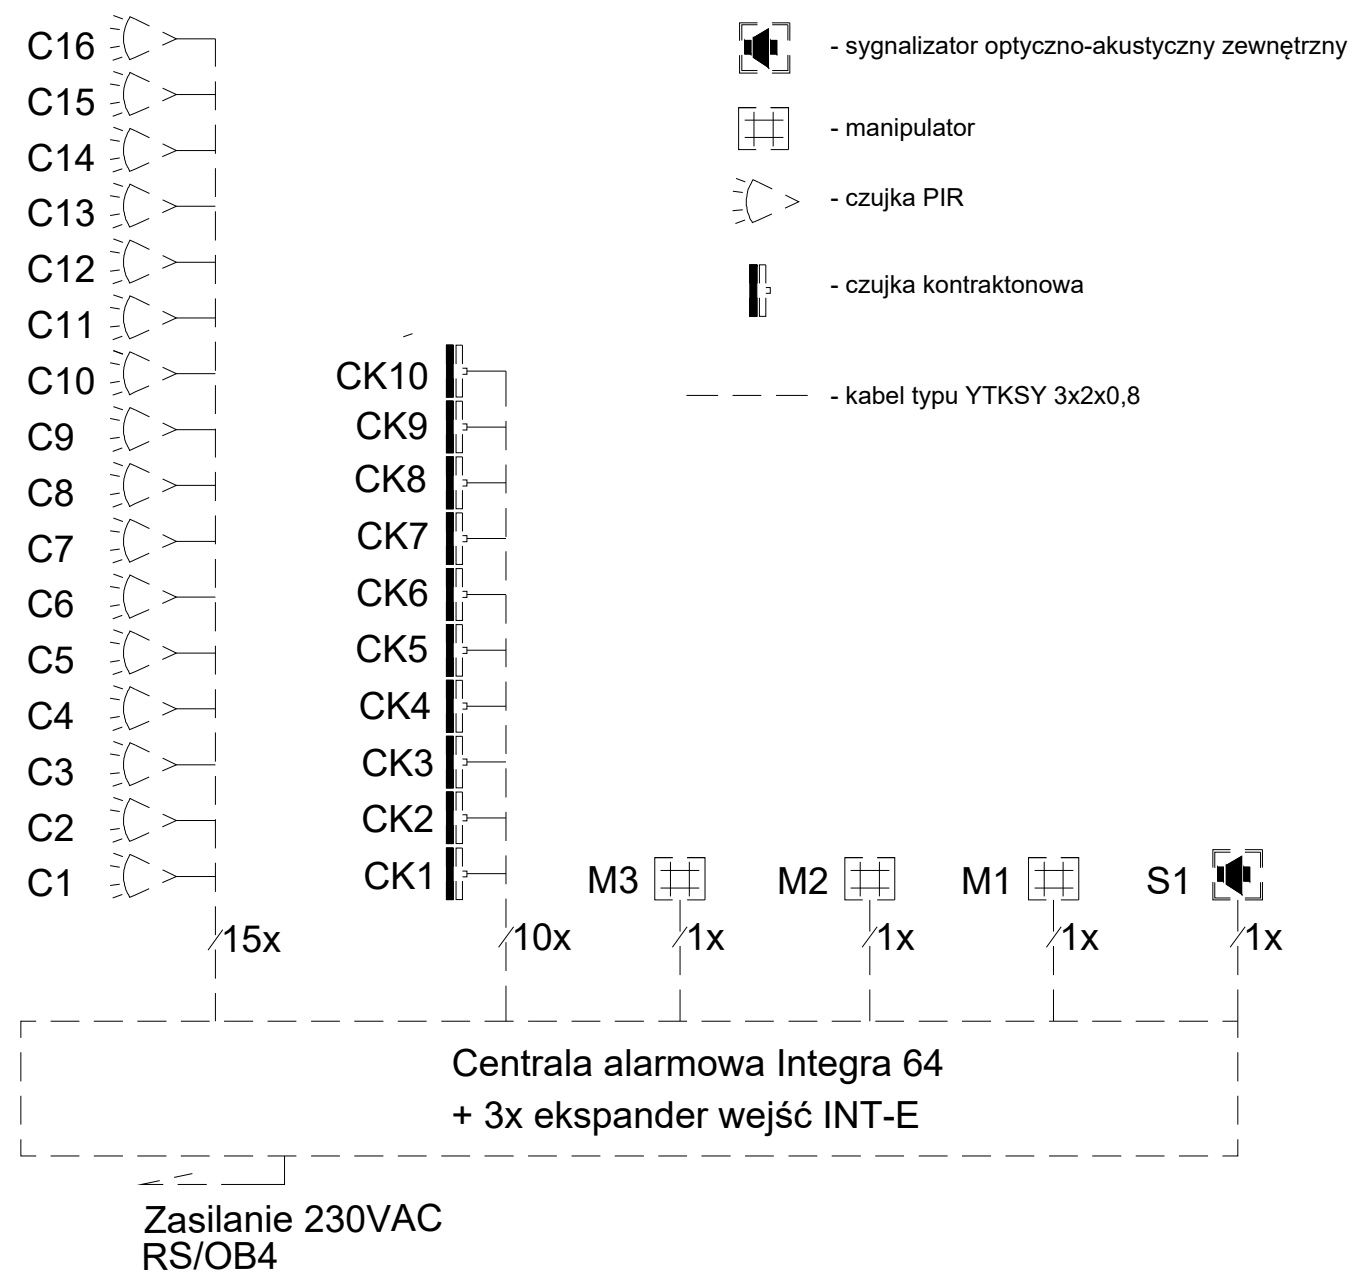 C16
C15
C14
C13
C12
C11
C10
C9
C8
C7
C6
C5
C4
C3
C2
C1
15x
CK10
CK9
CK8
CK7
CK6
CK5
CK4
CK3
CK2
CK1
10x
M3
1x
M2
1x
M1
1x
S1
1x
- sygnalizator optyczno-akustyczny zewnętrzny
- manipulator
- czujka PIR
- czujka kontraktonowa
- kabel typu YTKSY 3x2x0,8
Centrala alarmowa Integra 64
+ 3x ekspander wejść INT-E
Zasilanie 230VAC
RS/OB4